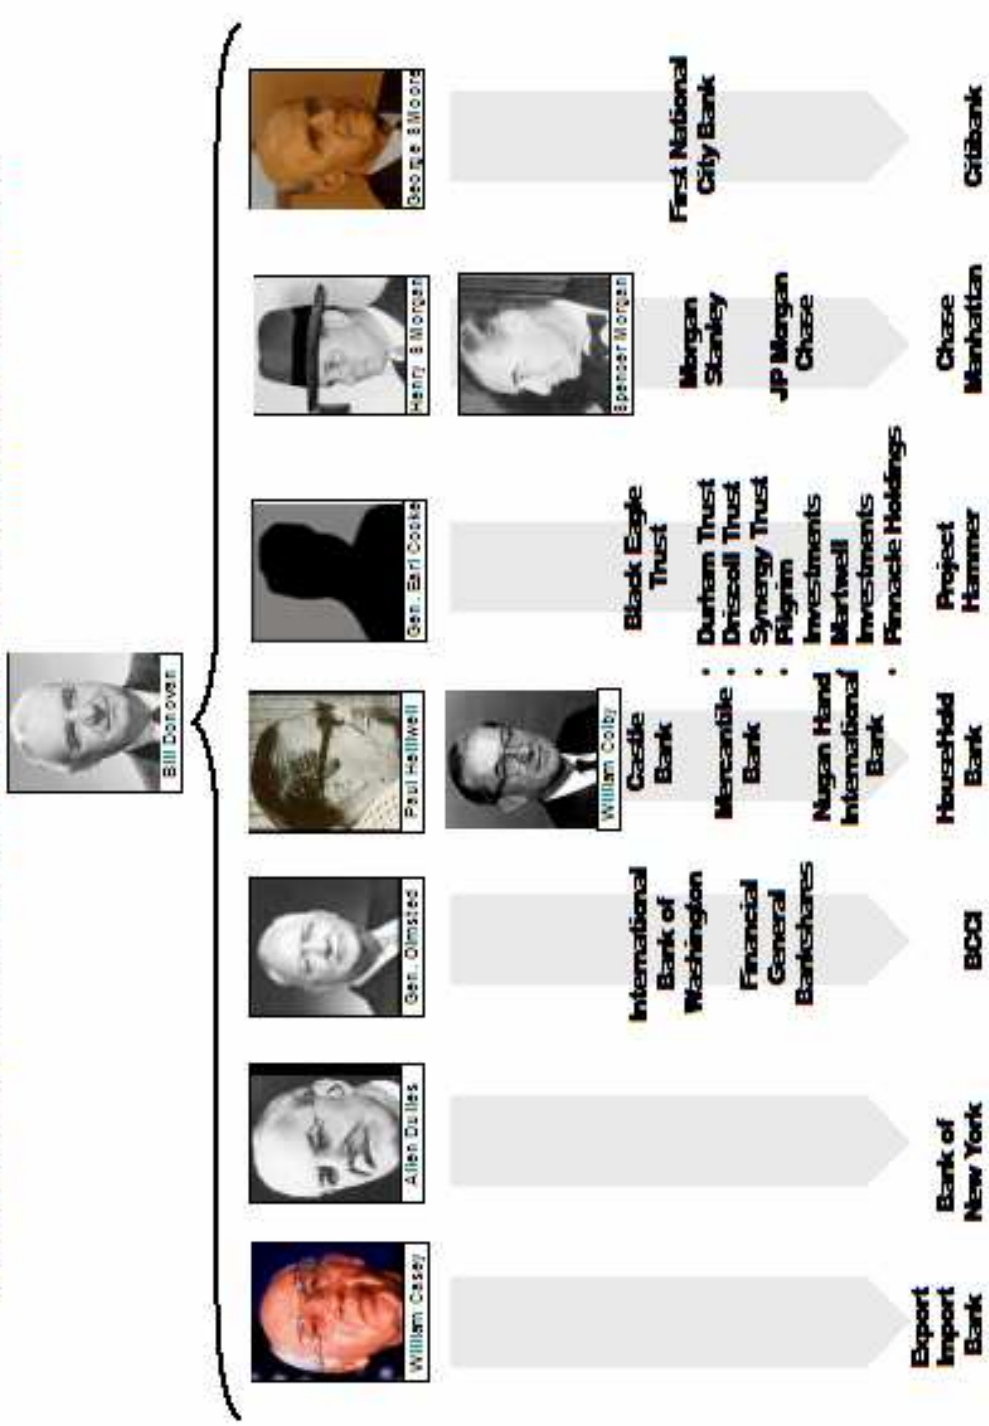 Bill Donovan
William Casey
Allen Dulles
Gen. Olmsted
Paul Helliwell
Gen. Earl Cooke
Henry S Morgan
George S Moore
William Colby
Spencer Morgan
Export
Import
Bank
Bank of
New York
International
Bank of
Washington
Financial
General
Bankshares
BCCI
Castle
Bank
Mercantile
Bank
Nugan Hand
International
Bank
HouseHold
Bank
Black Eagle
Trust
• Durham Trust
• Driscoll Trust
• Synergy Trust
• Pilgrim
Investments
Investments
• Pinnacle Holdings
Project
Hammer
Morgan
Stanley
JP Morgan
Chase
Chase
Manhattan
First National
City Bank
Citibank